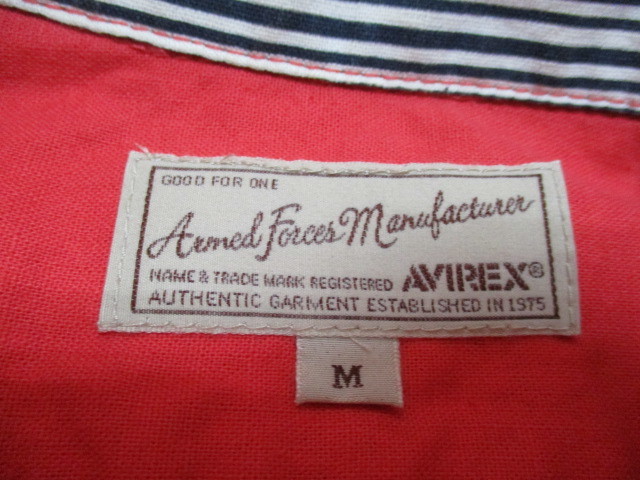 GOOD FOR ONE
Armed Forces Manufacturer
NAME & TRADE MARK REGISTERED AVIREX®
AUTHENTIC GARMENT ESTABLISHED IN 1975
M